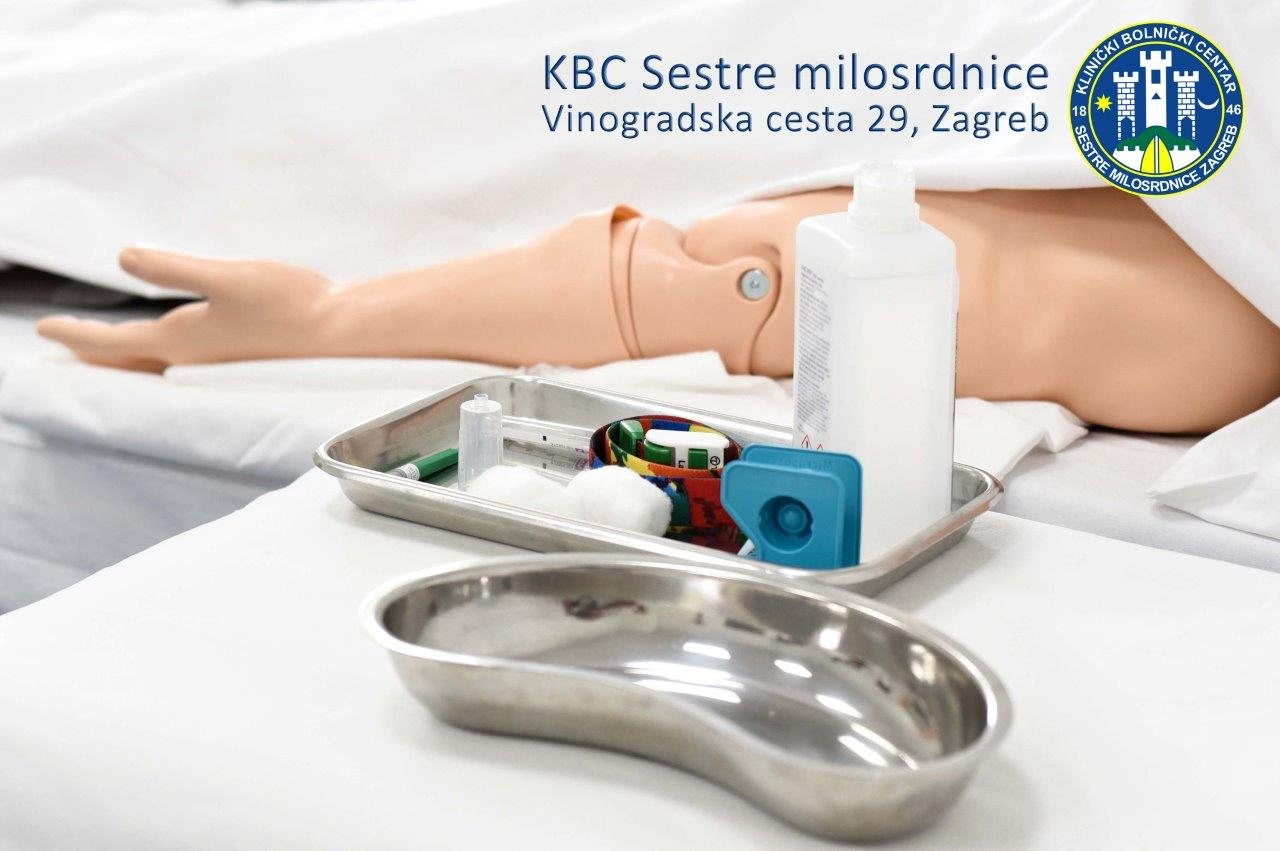 KBC Sestre milosrdnice
Vinogradska cesta 29, Zagreb
KLINIČKI BOLNIČKI CENTAR
18 46
SESTRE MILOSRDNICE ZAGREB